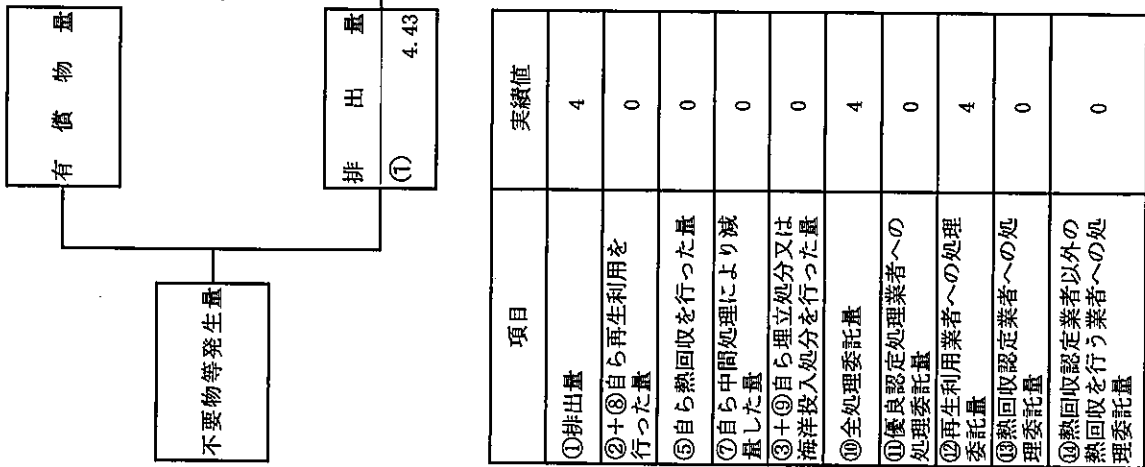 有償物量
不要物等発生量
排出量
① 4.43
項目 実績値
①排出量 4
②+⑧自ら再生利用を
行った量 0
⑤自ら熱回収を行った量 0
⑦自ら中間処理により減
量した量 0
③+⑨自ら埋立処分又は
海洋投入処分を行った量 0
⑩全処理委託量 4
⑪優良認定処理業者への
処理委託量 0
⑫再生利用業者への処理
委託量 4
⑬熱回収認定業者への処
理委託量 0
⑭熱回収認定業者以外の
熱回収を行う業者への処
理委託量 0